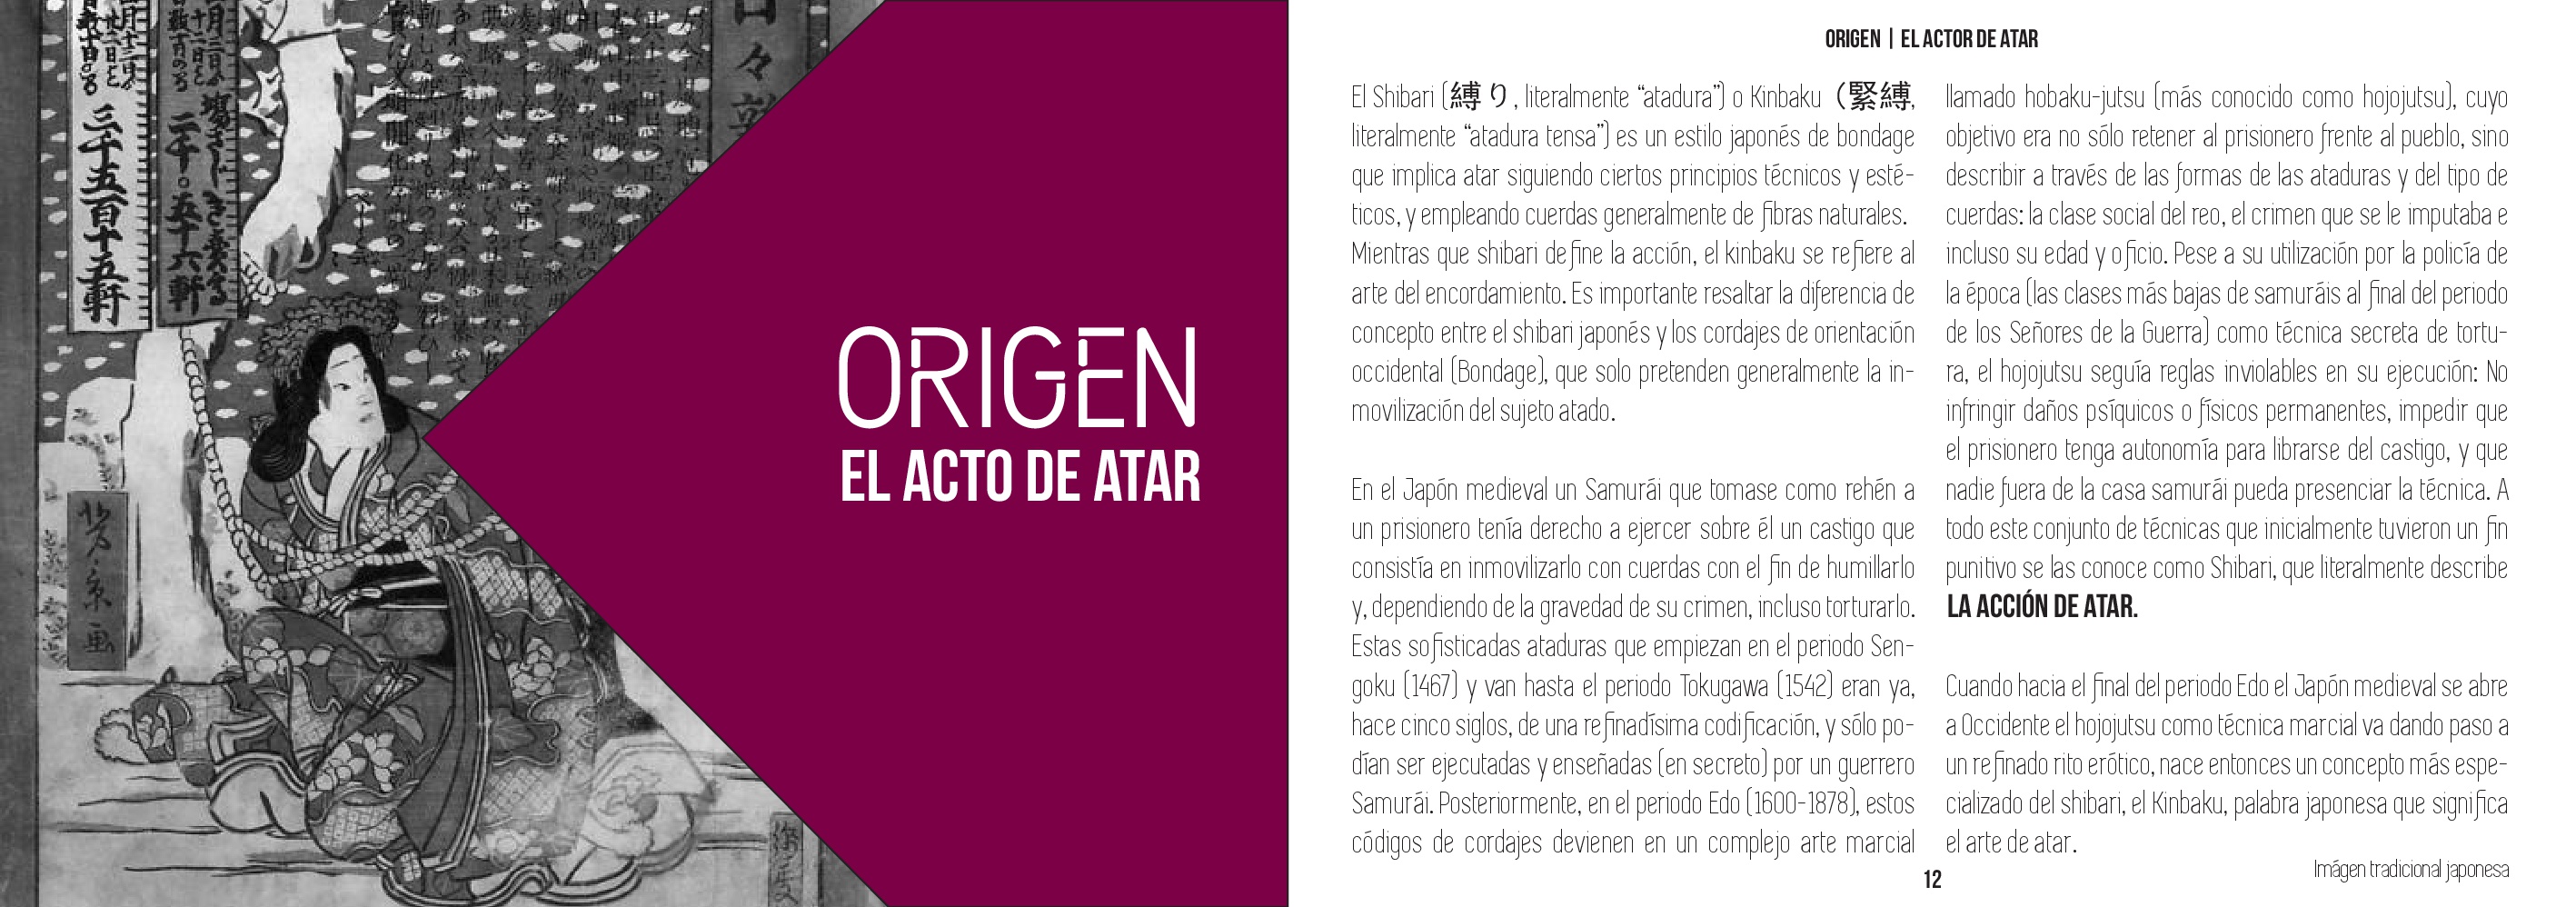 三千五百十五軒
二千〇五十六軒
日々
芳景画
ORIGEN
EL ACTO DE ATAR
ORIGEN | EL ACTOR DE ATAR
El Shibari (縛り, literalmente “atadura”) o Kinbaku (緊縛,
literalmente “atadura tensa”) es un estilo japonés de bondage
que implica atar siguiendo ciertos principios técnicos y esté-
ticos, y empleando cuerdas generalmente de fibras naturales.
Mientras que shibari define la acción, el kinbaku se refiere al
arte del encordamiento. Es importante resaltar la diferencia de
concepto entre el shibari japonés y los cordajes de orientación
occidental (Bondage), que solo pretenden generalmente la in-
movilización del sujeto atado.
En el Japón medieval un Samurái que tomase como rehén a
un prisionero tenía derecho a ejercer sobre él un castigo que
consistía en inmovilizarlo con cuerdas con el fin de humillarlo
y, dependiendo de la gravedad de su crimen, incluso torturarlo.
Estas sofisticadas ataduras que empiezan en el periodo Sen-
goku (1467) y van hasta el periodo Tokugawa (1542) eran ya,
hace cinco siglos, de una refinadísima codificación, y sólo po-
dían ser ejecutadas y enseñadas (en secreto) por un guerrero
Samurái. Posteriormente, en el periodo Edo (1600-1878), estos
códigos de cordajes devienen en un complejo arte marcial
llamado hobaku-jutsu (más conocido como hojojutsu), cuyo
objetivo era no sólo retener al prisionero frente al pueblo, sino
describir a través de las formas de las ataduras y del tipo de
cuerdas: la clase social del reo, el crimen que se le imputaba e
incluso su edad y oficio. Pese a su utilización por la policía de
la época (las clases más bajas de samuráis al final del periodo
de los Señores de la Guerra) como técnica secreta de tortu-
ra, el hojojutsu seguía reglas inviolables en su ejecución: No
infringir daños psíquicos o físicos permanentes, impedir que
el prisionero tenga autonomía para librarse del castigo, y que
nadie fuera de la casa samurái pueda presenciar la técnica. A
todo este conjunto de técnicas que inicialmente tuvieron un fin
punitivo se las conoce como Shibari, que literalmente describe
LA ACCIÓN DE ATAR.
Cuando hacia el final del periodo Edo el Japón medieval se abre
a Occidente el hojojutsu como técnica marcial va dando paso a
un refinado rito erótico, nace entonces un concepto más espe-
cializado del shibari, el Kinbaku, palabra japonesa que significa
el arte de atar.
Imágen tradicional japonesa
12